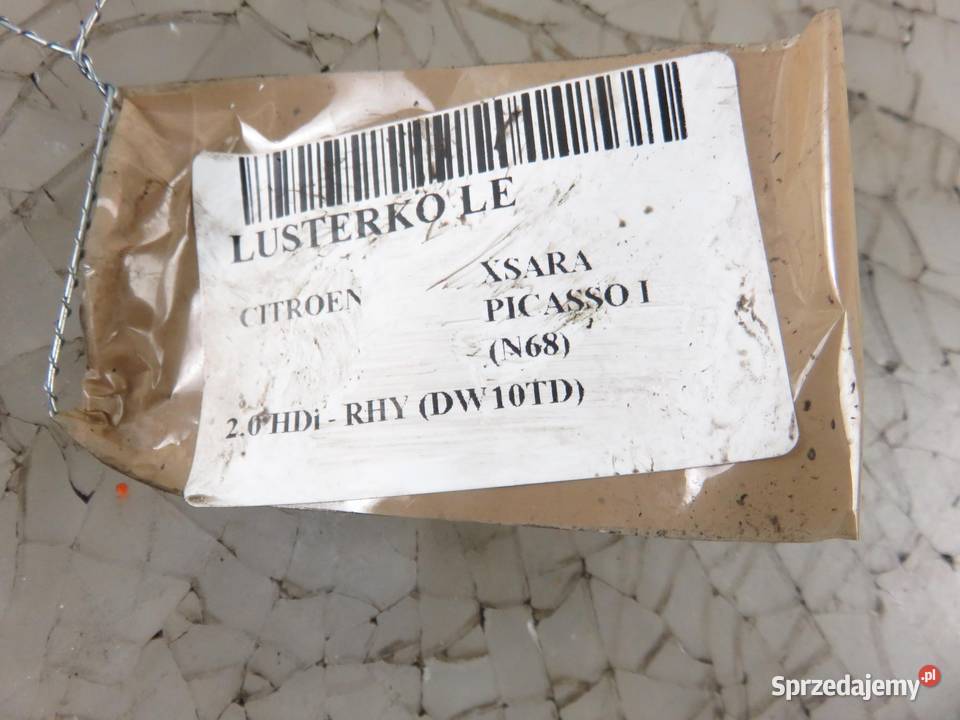 LUSTERKO LE
CITROEN
XSARA
PICASSO I
(N68)
2.0 HDi - RHY (DW10TD)
Sprzedajemy.pl